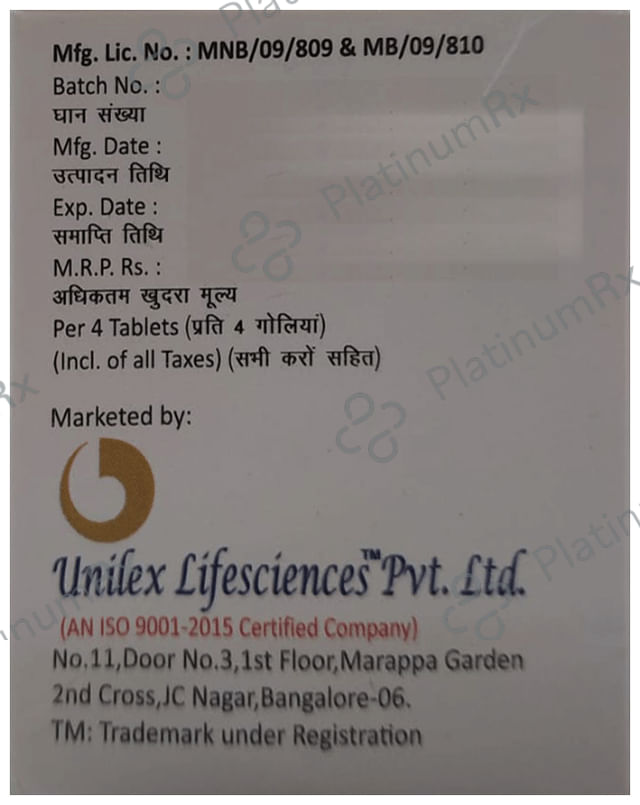 Mfg. Lic. No. : MNB/09/809 & MB/09/810
Batch No. :
घान संख्या
Mfg. Date :
उत्पादन तिथि
Exp. Date :
समाप्ति तिथि
M.R.P. Rs. :
अधिकतम खुदरा मूल्य
Per 4 Tablets (प्रति 4 गोलियां)
(Incl. of all Taxes) (सभी करों सहित)
Marketed by:
Unilex Lifesciences™ Pvt. Ltd.
(AN ISO 9001-2015 Certified Company)
No.11,Door No.3,1st Floor,Marappa Garden
2nd Cross,JC Nagar,Bangalore-06.
TM: Trademark under Registration
PlatinumRx
PlatinumRx